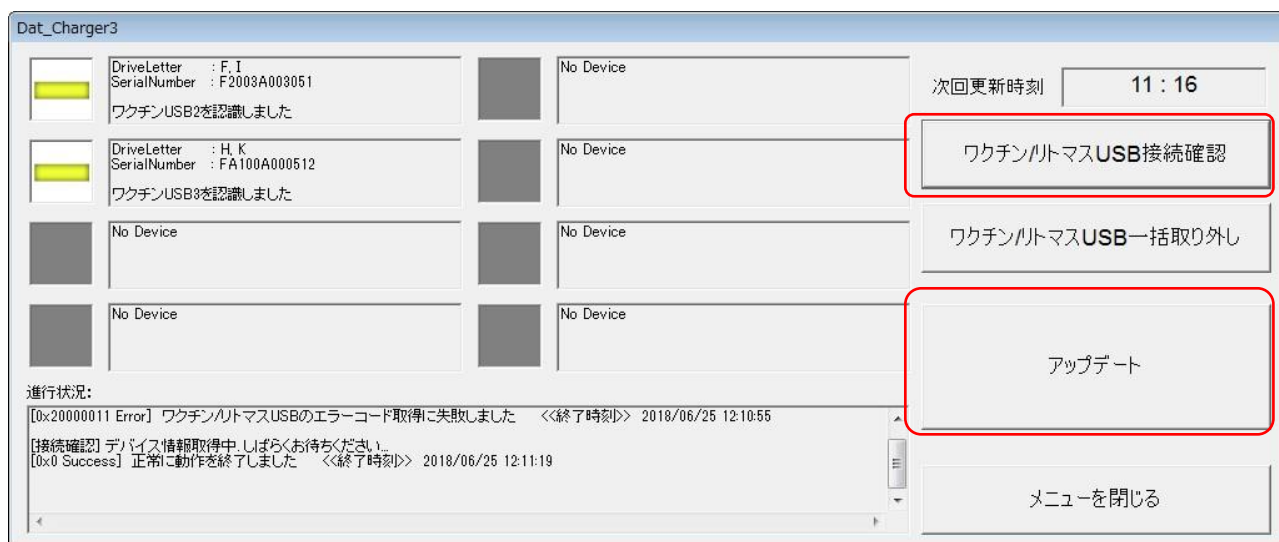 Dat_Charger3
DriveLetter : F, I
SerialNumber : F2003A003051
ワクチンUSB2を認識しました
No Device
次回更新時刻
11 : 16
DriveLetter : H, K
SerialNumber : FA100A000512
ワクチンUSB3を認識しました
No Device
ワクチン/リトマスUSB接続確認
No Device
No Device
ワクチン/リトマスUSB一括取り外し
No Device
No Device
アップデート
進行状況:
[0x20000011 Error] ワクチン/リトマスUSBのエラーコード取得に失敗しました <<終了時刻>> 2018/06/25 12:10:55
[接続確認] デバイス情報取得中.しばらくお待ちください...
[0x0 Success] 正常に動作を終了しました <<終了時刻>> 2018/06/25 12:11:19
メニューを閉じる